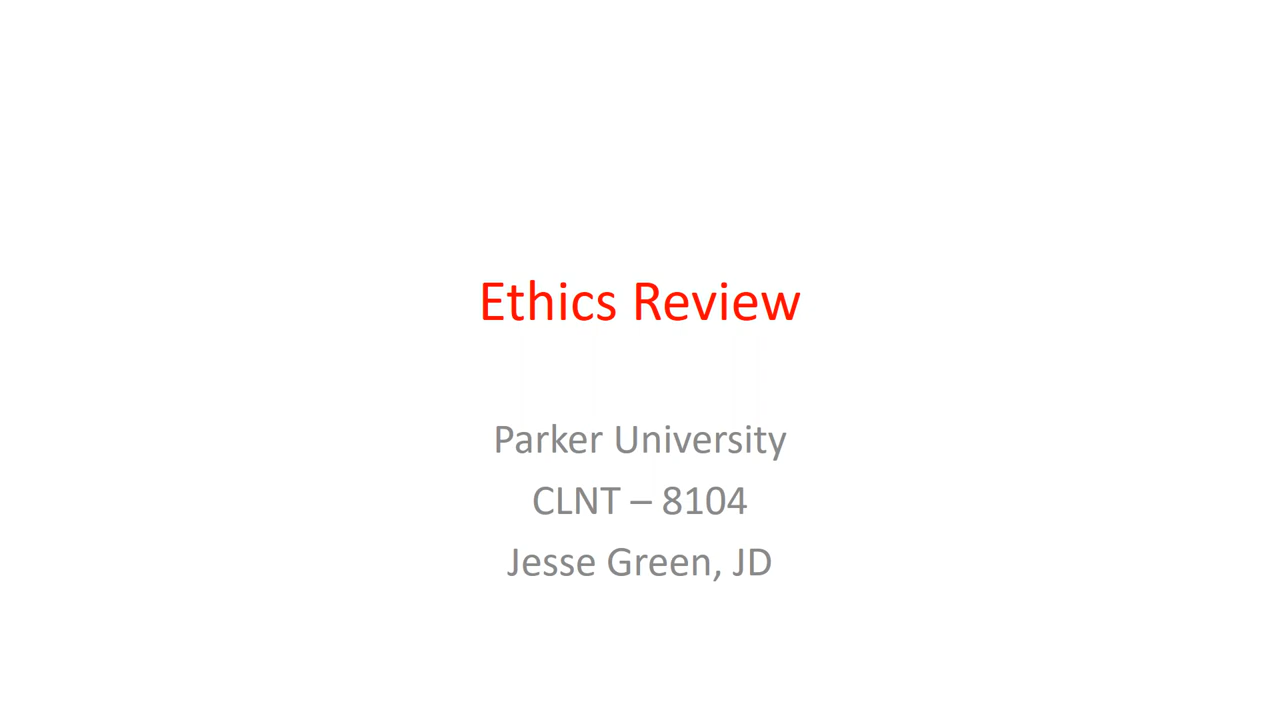 Ethics Review
Parker University
CLNT – 8104
Jesse Green, JD